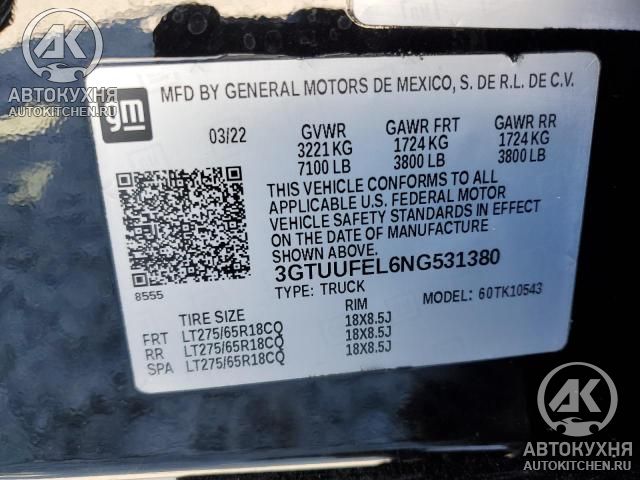 AK
АВТОКУХНЯ
AUTOKITCHEN.RU
gm
MFD BY GENERAL MOTORS DE MEXICO, S. DE R.L. DE C.V.
03/22 GVWR GAWR FRT GAWR RR
3221KG 1724 KG 1724 KG
7100 LB 3800 LB 3800 LB
THIS VEHICLE CONFORMS TO ALL
APPLICABLE U.S. FEDERAL MOTOR
VEHICLE SAFETY STANDARDS IN EFFECT
ON THE DATE OF MANUFACTURE
SHOWN ABOVE.
3GTUUFEL6NG531380
8555
TYPE: TRUCK MODEL: 60TK10543
TIRE SIZE RIM
FRT LT275/65R18CQ 18X8.5J
RR LT275/65R18CQ 18X8.5J
SPA LT275/65R18CQ 18X8.5J
AK
АВТОКУХНЯ
AUTOKITCHEN.RU